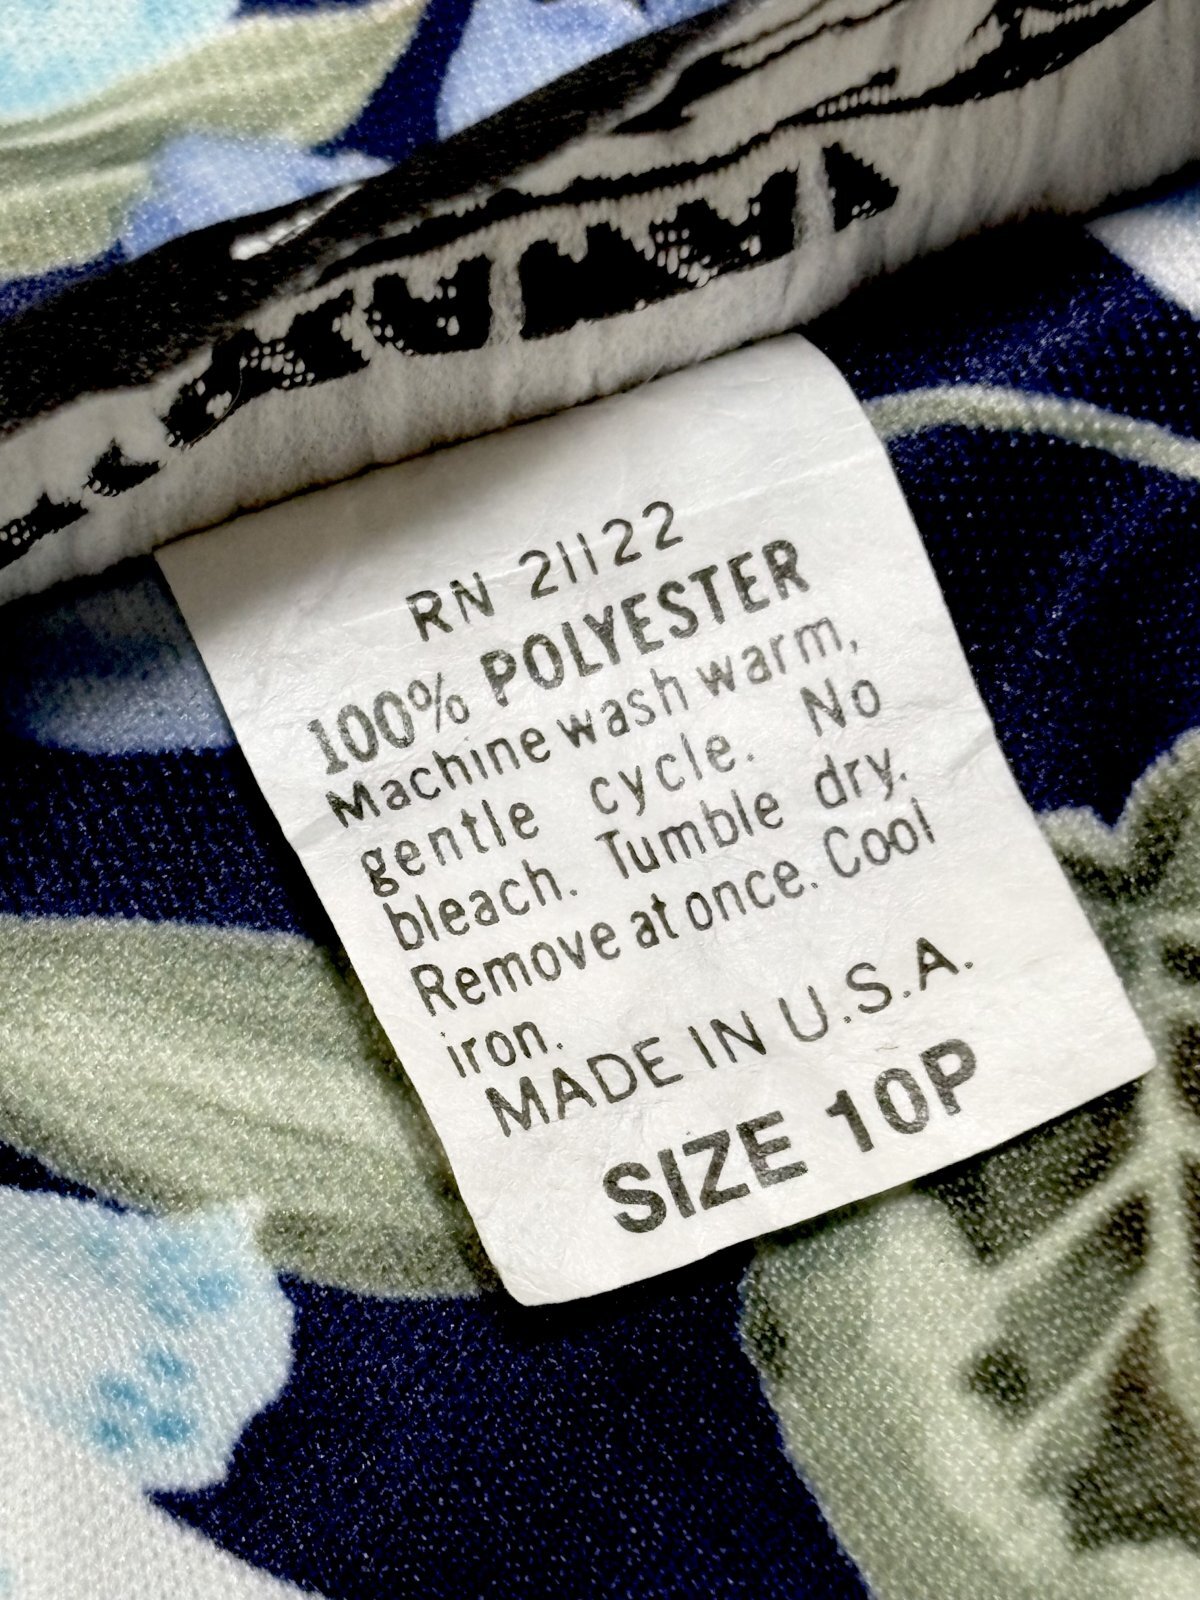 RN 21122
100% POLYESTER
Machine wash warm,
gentle cycle. No
bleach. Tumble dry.
Remove at once. Cool
iron.
MADE IN U.S.A.
SIZE 10P